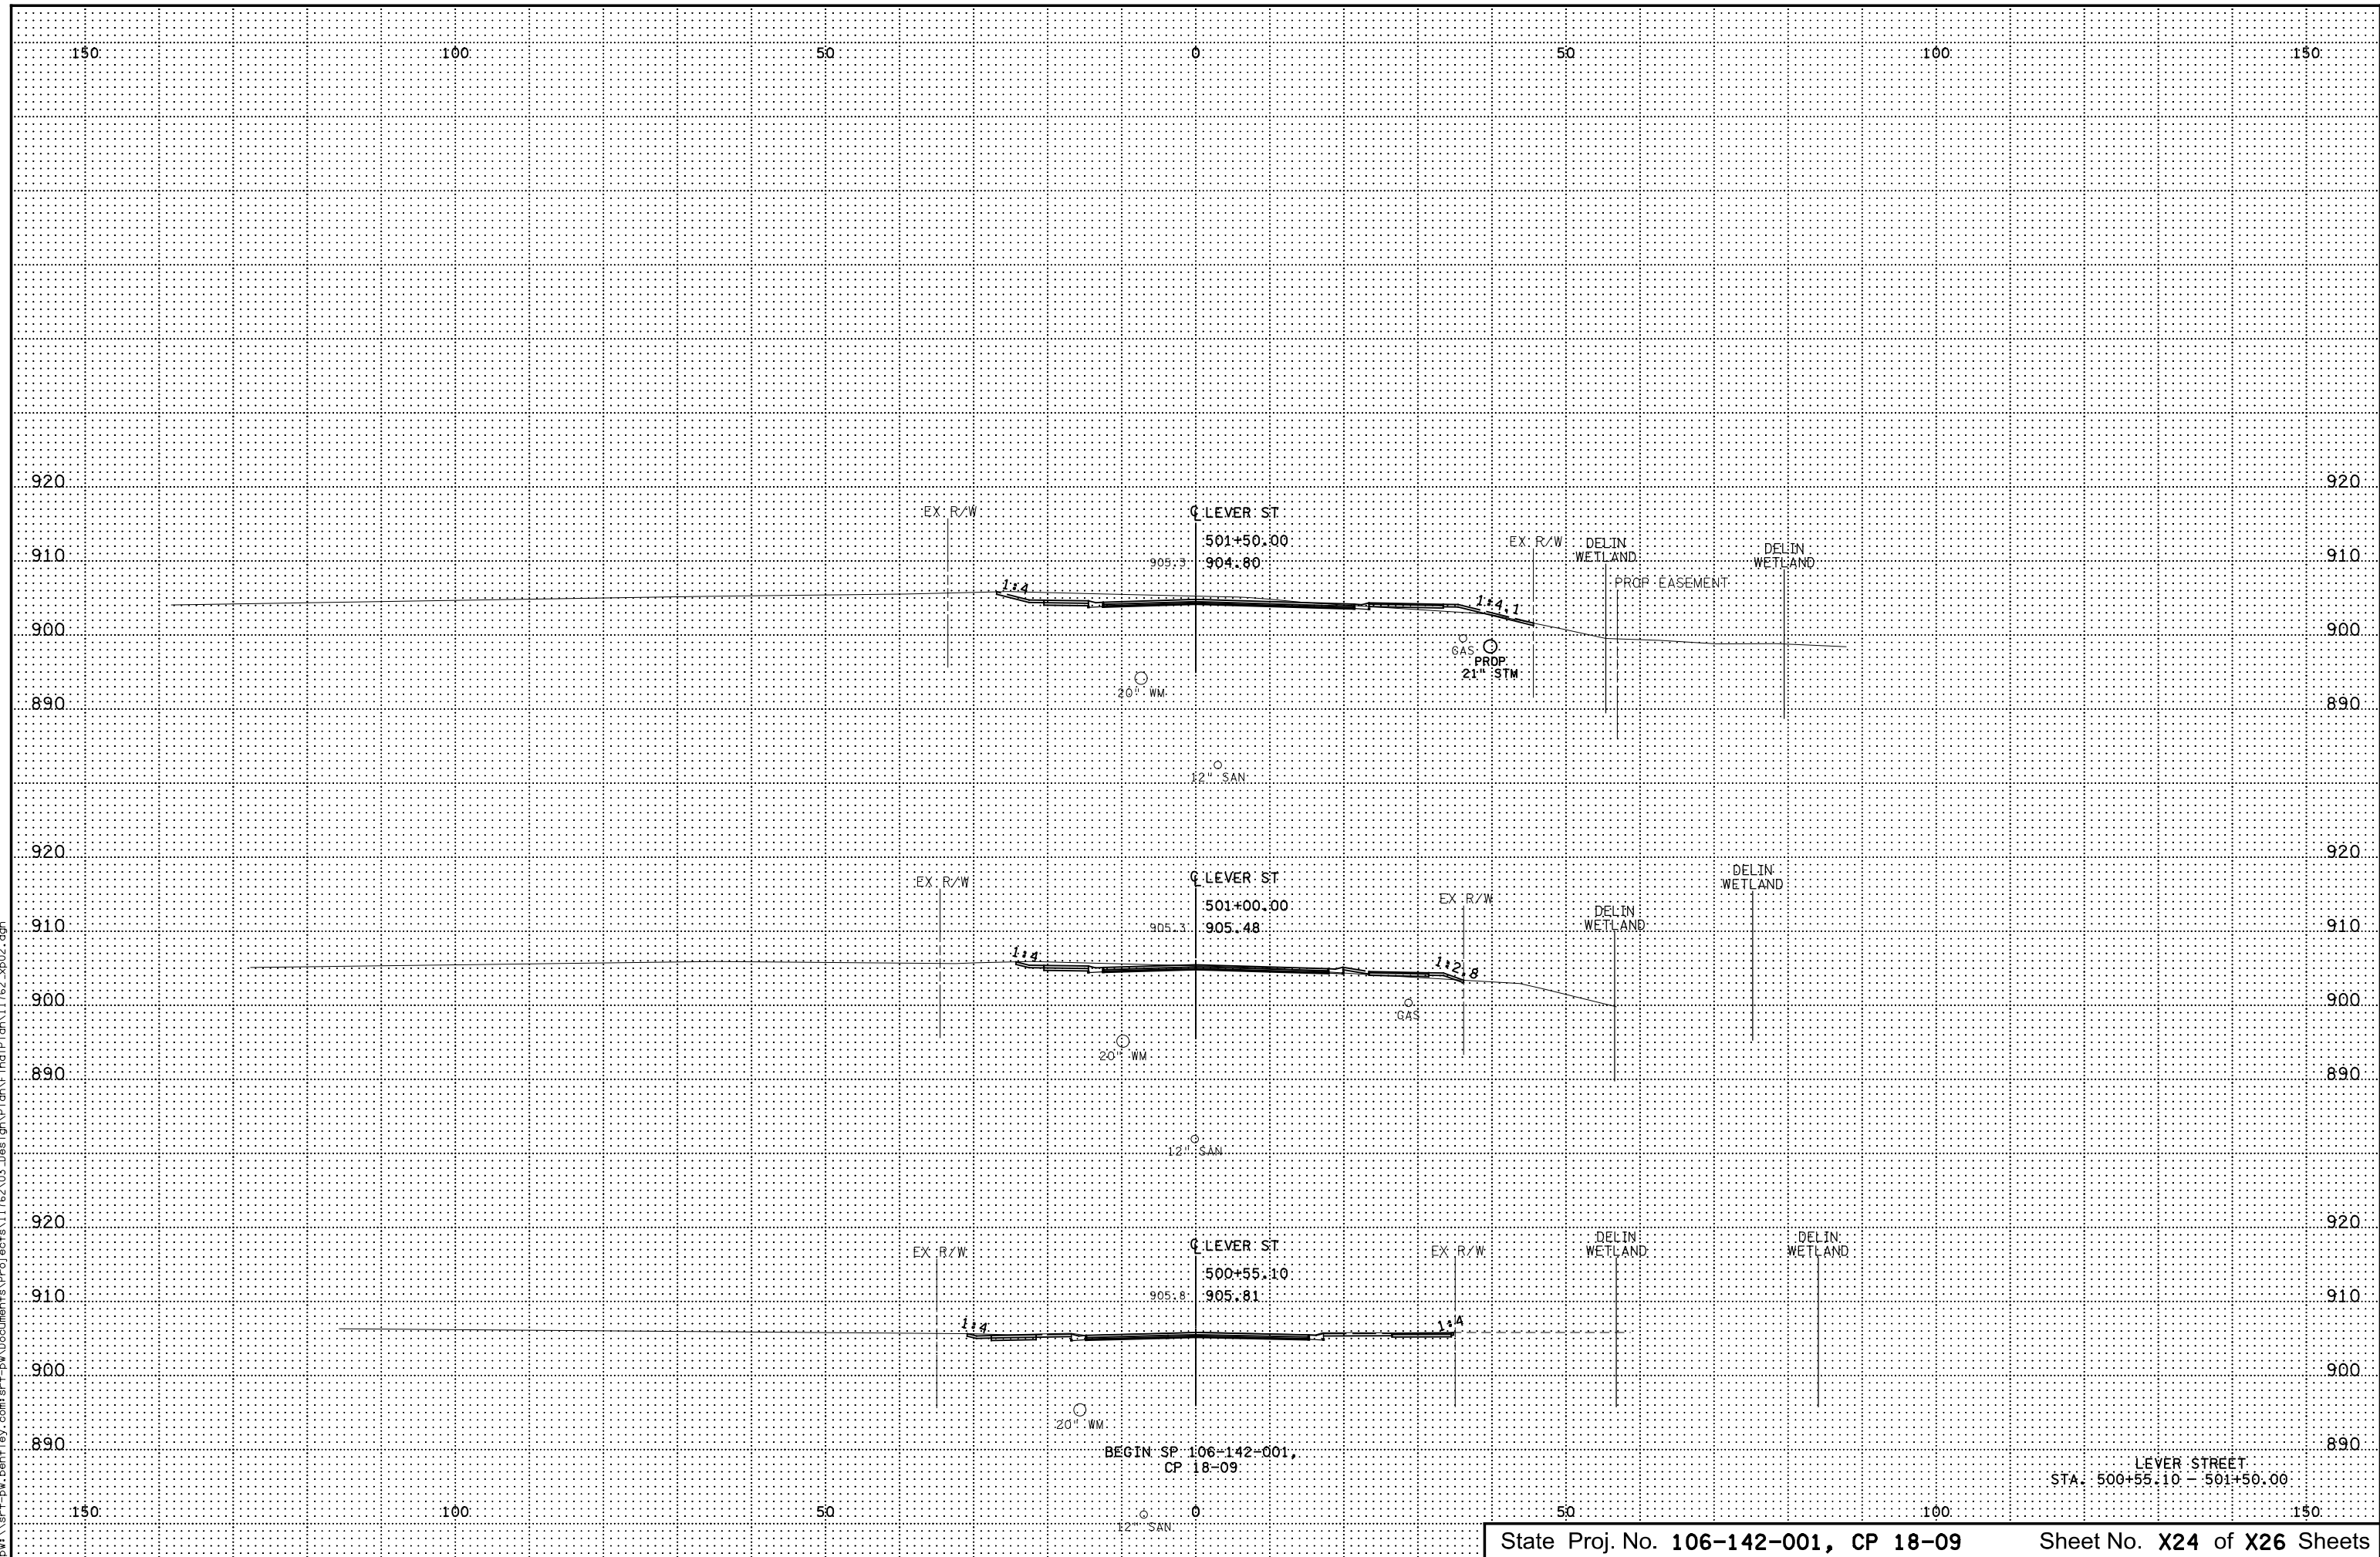 150 100 50 0 50 100 150
920 920
EX R/W
℄ LEVER ST
501+50.00
910 905.3 904.80 910
EX R/W
DELIN
WETLAND
DELIN
WETLAND
PROP EASEMENT
1:4
1:4.1
900 900
GAS
PROP
21" STM
20" WM
890 890
12" SAN
920 920
EX R/W
℄ LEVER ST
501+00.00
910 905.3 905.48 910
EX R/W
DELIN
WETLAND
DELIN
WETLAND
1:4
1:2.8
900 900
GAS
20" WM
890 890
12" SAN
920 920
EX R/W
℄ LEVER ST
500+55.10
910 905.8 905.81 910
EX R/W
DELIN
WETLAND
DELIN
WETLAND
1:4
1:4
900 900
20" WM
890 890
BEGIN SP 106-142-001,
CP 18-09
LEVER STREET
STA. 500+55.10 - 501+50.00
150 100 50 0 50 100 150
12" SAN
State Proj. No. 106-142-001, CP 18-09 Sheet No. X24 of X26 Sheets